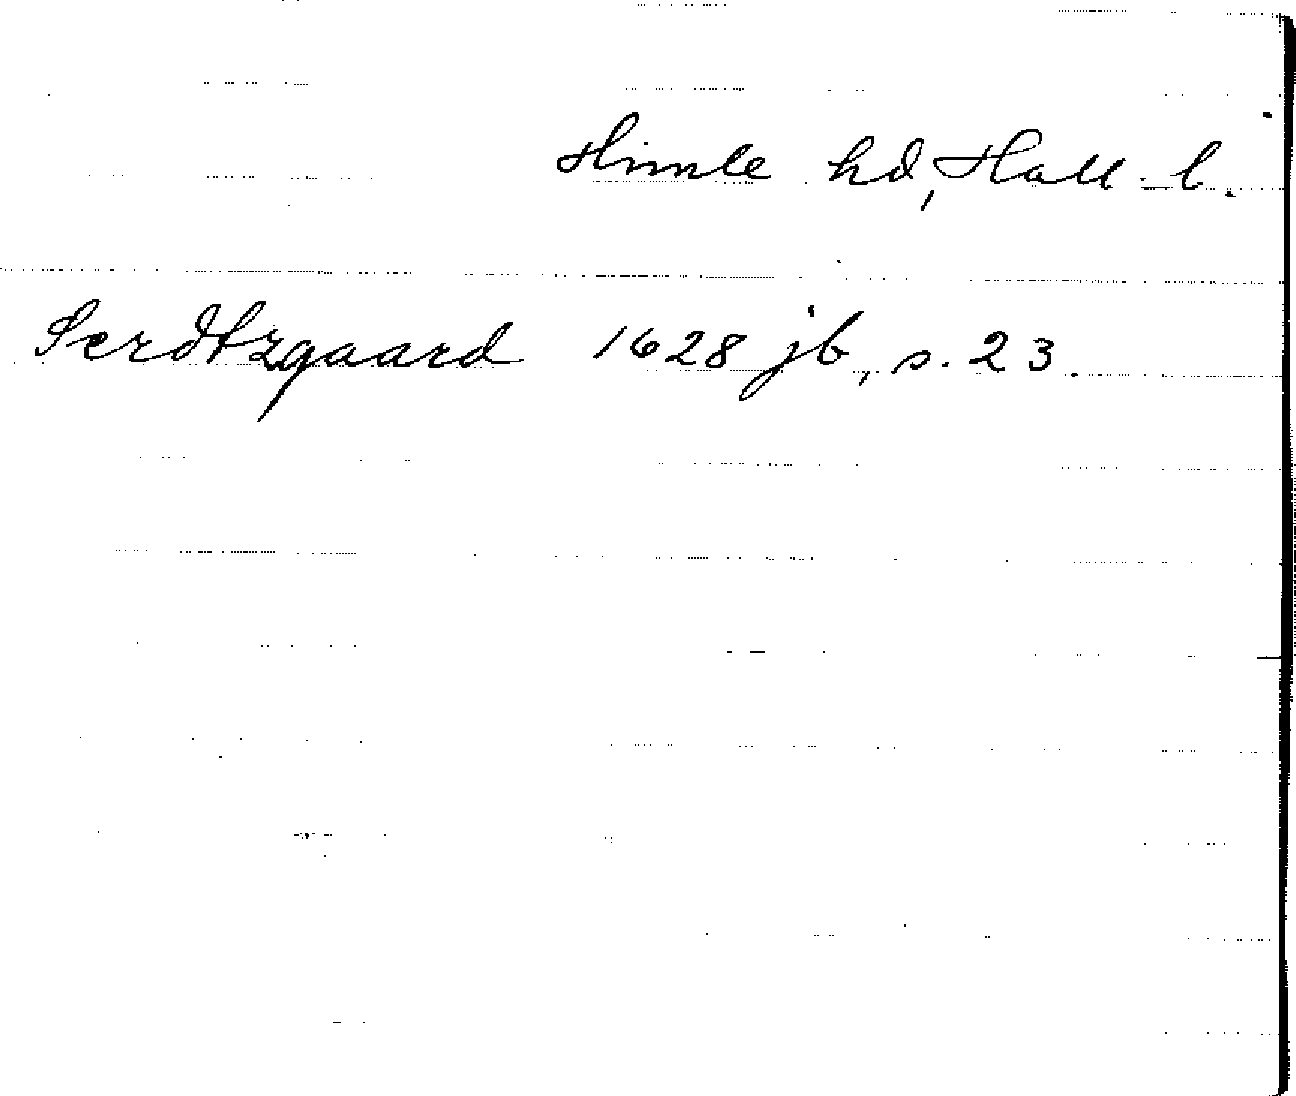 Himle hd, Hall. l.
Serdtzgaard 1628 jb, s. 23.